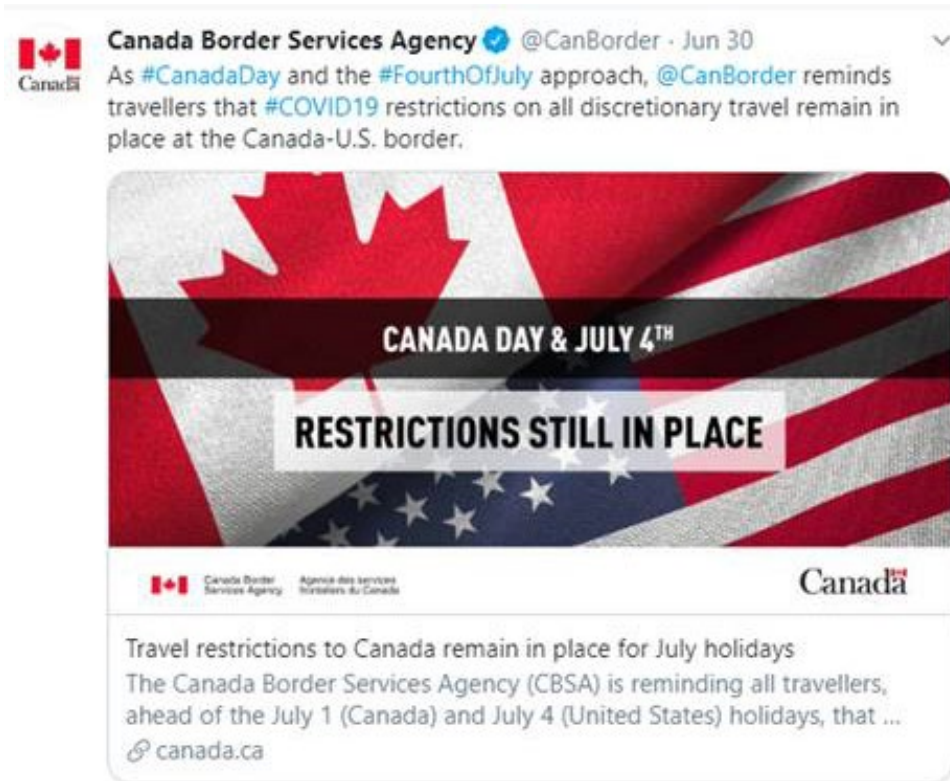 Canada Border Services Agency @CanBorder · Jun 30
Canada
As #CanadaDay and the #FourthOfJuly approach, @CanBorder reminds
travellers that #COVID19 restrictions on all discretionary travel remain in
place at the Canada-U.S. border.
CANADA DAY & JULY 4TH
RESTRICTIONS STILL IN PLACE
Canada Border
Services Agency
Agence des services
frontaliers du Canada
Canada
Travel restrictions to Canada remain in place for July holidays
The Canada Border Services Agency (CBSA) is reminding all travellers,
ahead of the July 1 (Canada) and July 4 (United States) holidays, that ...
canada.ca